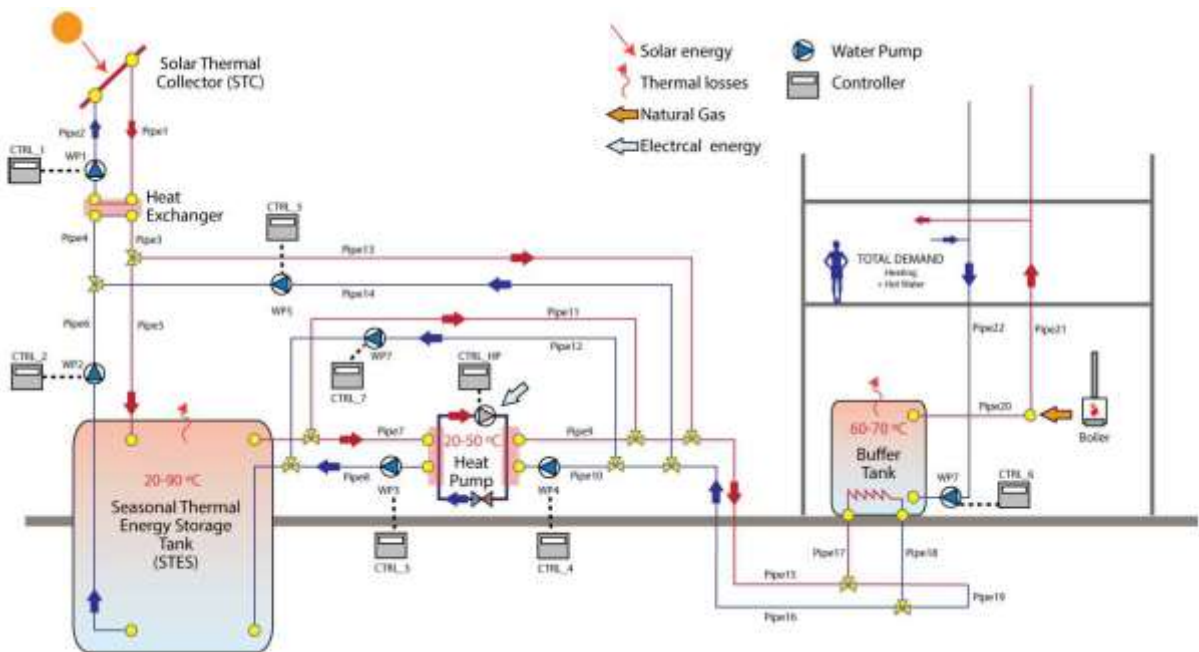 Solar Thermal
Collector (STC)
Solar energy
Thermal losses
Natural Gas
Electrcal energy
Water Pump
Controller
Pipe2
Pipe1
CTRL_1
WP1
Heat
Exchanger
CTRL_5
Pipe4
Pipe3
Pipe13
Pipe14
WP5
TOTAL DEMAND
Heating
+ Hot Water
Pipe6
Pipe5
Pipe11
Pipe12
WP7
CTRL_HP
Pipe22
Pipe21
CTRL_2
WP2
CTRL_7
Pipe7
Pipe9
Pipe20
Boiler
20-50 ºC
Heat
Pump
60-70 ºC
Buffer
Tank
WP7
CTRL_6
20-90 ºC
Seasonal Thermal
Energy Storage
Tank
(STES)
Pipe8
WP3
Pipe10
WP4
CTRL_3
CTRL_4
Pipe17
Pipe18
Pipe15
Pipe16
Pipe19